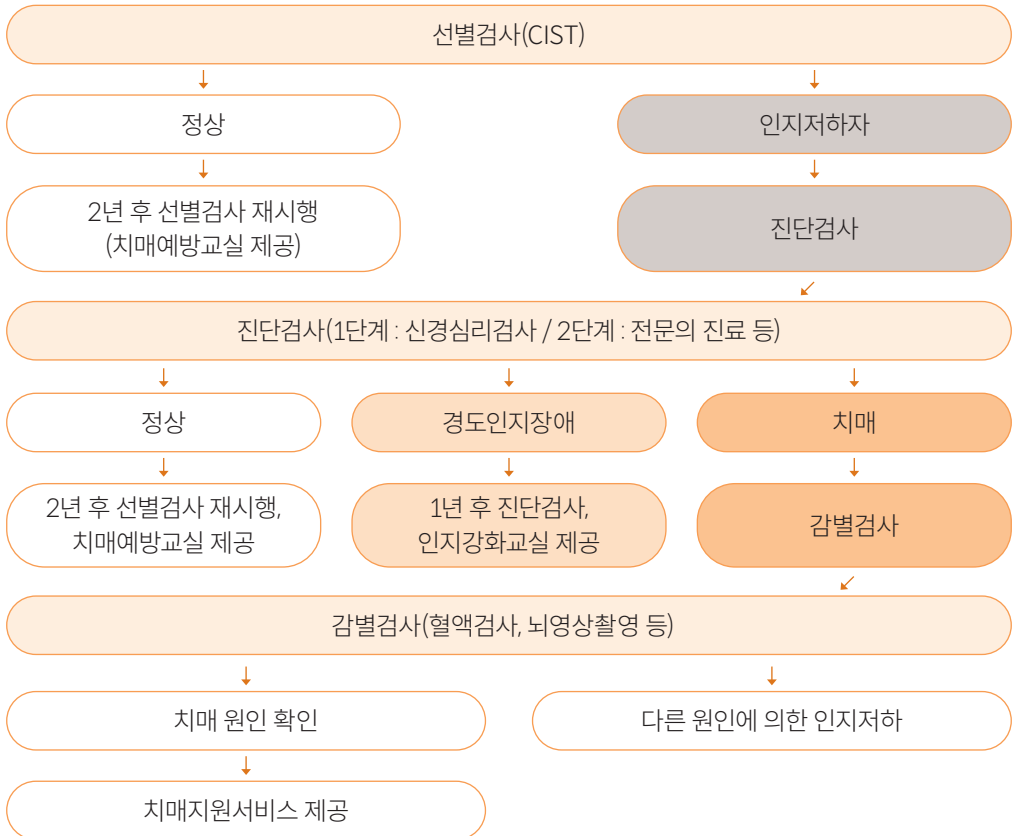 선별검사(CIST)
정상
인지저하자
2년 후 선별검사 재시행
(치매예방교실 제공)
진단검사
진단검사(1단계 : 신경심리검사 / 2단계 : 전문의 진료 등)
정상
경도인지장애
치매
2년 후 선별검사 재시행,
치매예방교실 제공
1년 후 진단검사,
인지강화교실 제공
감별검사
감별검사(혈액검사, 뇌영상촬영 등)
치매 원인 확인
다른 원인에 의한 인지저하
치매지원서비스 제공